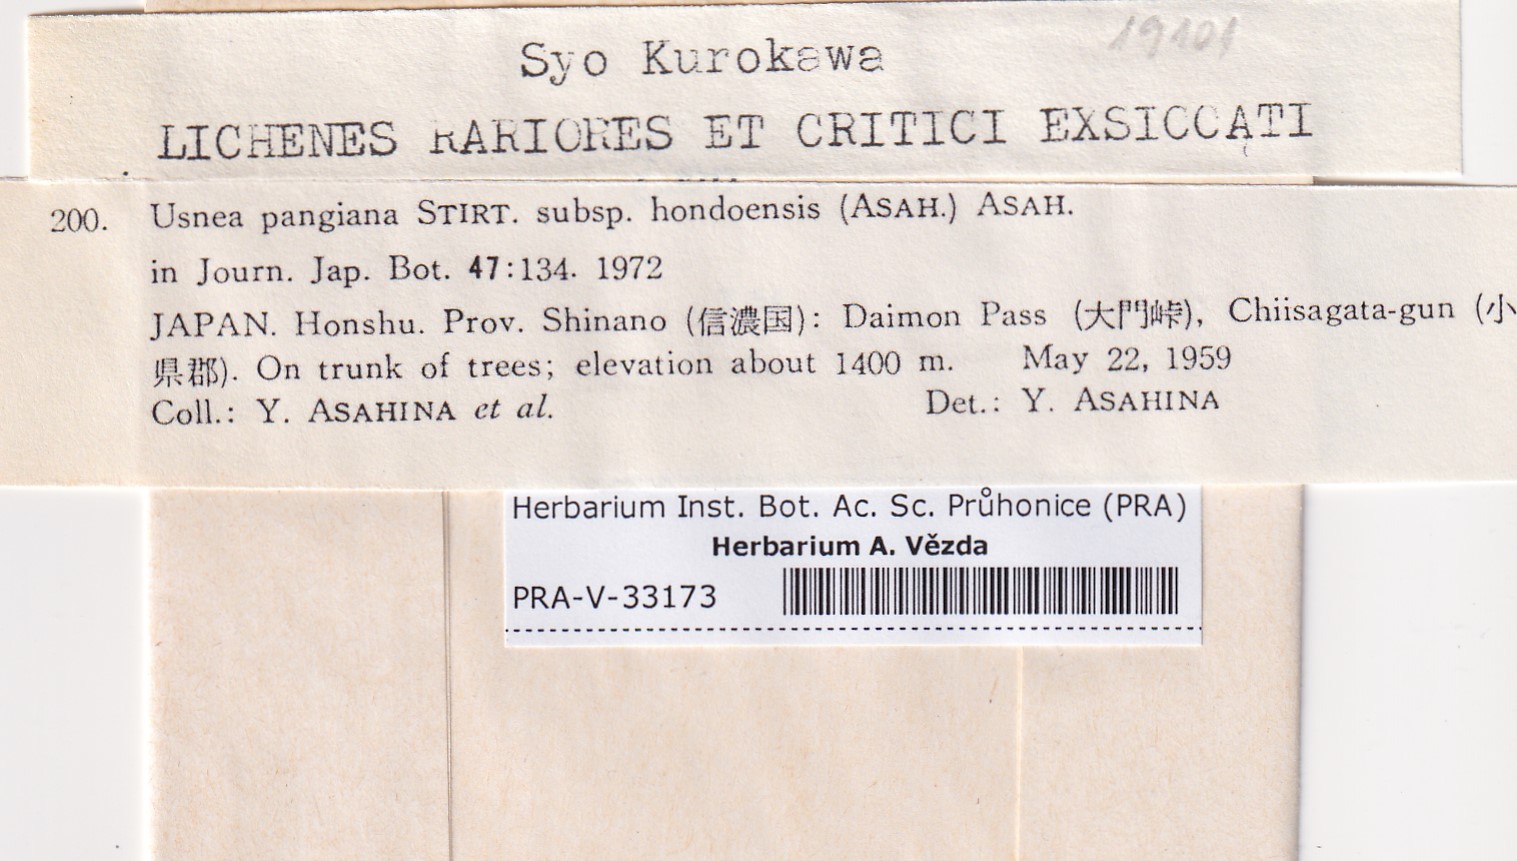 19101
Syo Kurokawa
LICHENES RARIORES ET CRITICI EXSICCATI
200. Usnea pangiana STIRT. subsp. hondoensis (ASAH.) ASAH.
in Journ. Jap. Bot. 47:134. 1972
JAPAN. Honshu. Prov. Shinano (信濃国): Daimon Pass (大門峠), Chiisagata-gun (小
県郡). On trunk of trees; elevation about 1400 m. May 22, 1959
Coll.: Y. ASAHINA et al. Det.: Y. ASAHINA
Herbarium Inst. Bot. Ac. Sc. Průhonice (PRA)
Herbarium A. Vězda
PRA-V-33173